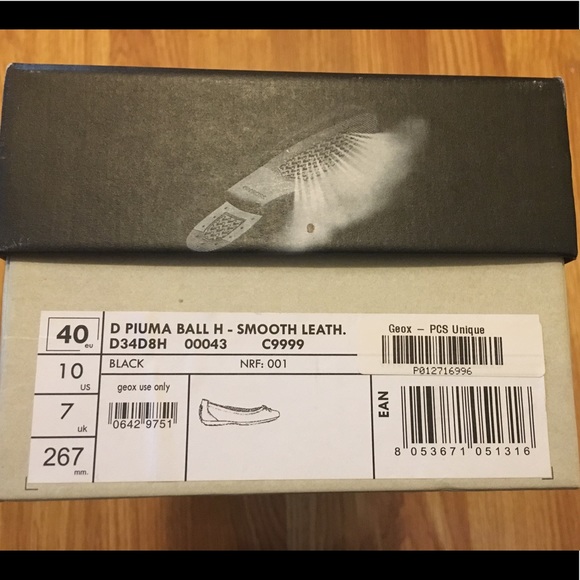 40 eu
D PIUMA BALL H - SMOOTH LEATH.
D34D8H 00043 C9999
Geox - PCS Unique
P012716996
10 US
BLACK NRF: 001
geox use only
0642 9751
7 uk
267 mm.
EAN
8 053671 051316